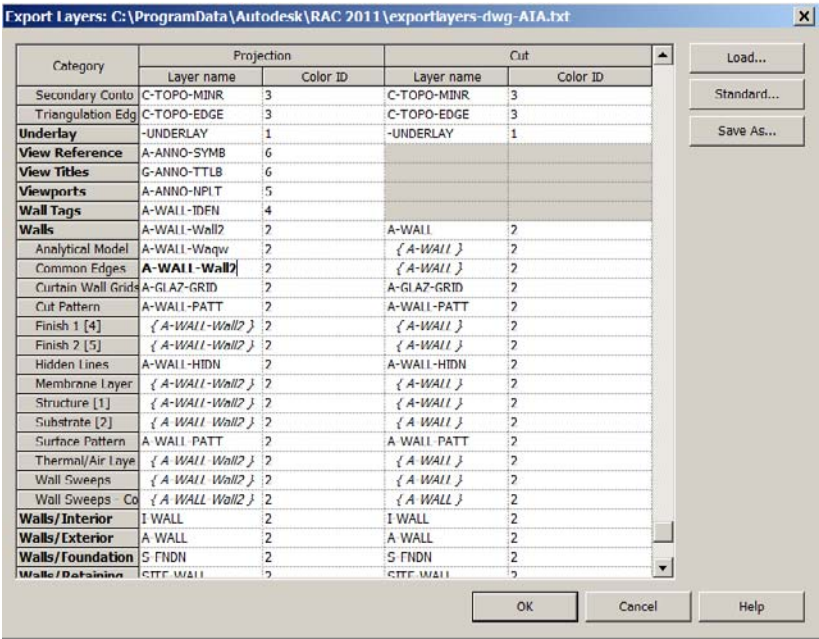 Export Layers: C:\ProgramData\Autodesk\RAC 2011\exportlayers-dwg-AIA.txt
Category Projection Cut
Layer name Color ID Layer name Color ID
Secondary Conto C-TOPO-MINR 3 C-TOPO-MINR 3
Triangulation Edg C-TOPO-EDGE 3 C-TOPO-EDGE 3
Underlay -UNDERLAY 1 -UNDERLAY 1
View Reference A-ANNO-SYMB 6
View Titles G-ANNO-TTLB 6
Viewports A-ANNO-NPLT 5
Wall Tags A-WALL-IDEN 4
Walls A-WALL-Wall2 2 A-WALL 2
Analytical Model A-WALL-Waqw 2 { A-WALL } 2
Common Edges A-WALL-Wall2 2 { A-WALL } 2
Curtain Wall Grids A-GLAZ-GRID 2 A-GLAZ-GRID 2
Cut Pattern A-WALL-PATT 2 A-WALL-PATT 2
Finish 1 [4] { A-WALL-Wall2 } 2 { A-WALL } 2
Finish 2 [5] { A-WALL-Wall2 } 2 { A-WALL } 2
Hidden Lines A-WALL-HIDN 2 A-WALL-HIDN 2
Membrane Layer { A-WALL-Wall2 } 2 { A-WALL } 2
Structure [1] { A-WALL-Wall2 } 2 { A-WALL } 2
Substrate [2] { A-WALL-Wall2 } 2 { A-WALL } 2
Surface Pattern A-WALL-PATT 2 A-WALL-PATT 2
Thermal/Air Laye { A-WALL-Wall2 } 2 { A-WALL } 2
Wall Sweeps { A-WALL-Wall2 } 2 { A-WALL } 2
Wall Sweeps - Co { A-WALL-Wall2 } 2 { A-WALL } 2
Walls/Interior I-WALL 2 I-WALL 2
Walls/Exterior A-WALL 2 A-WALL 2
Walls/Foundation S-FNDN 2 S-FNDN 2
Walls/Retaining SITE-WALL 2 SITE-WALL 2
Load...
Standard...
Save As...
OK Cancel Help